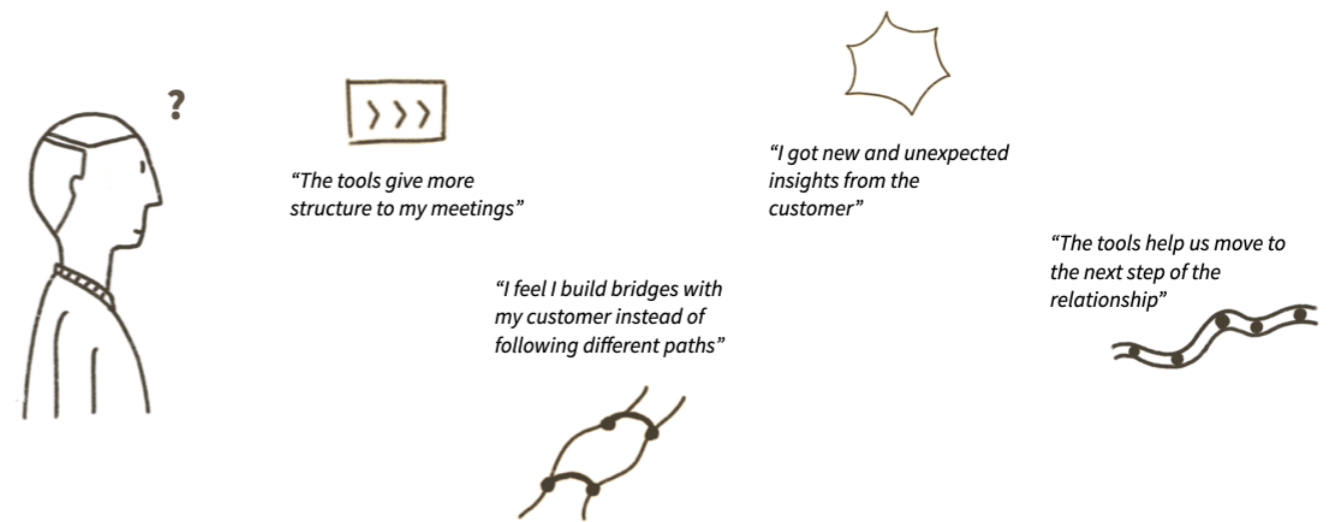 ?
“The tools give more
structure to my meetings”
“I feel I build bridges with
my customer instead of
following different paths”
“I got new and unexpected
insights from the
customer”
“The tools help us move to
the next step of the
relationship”